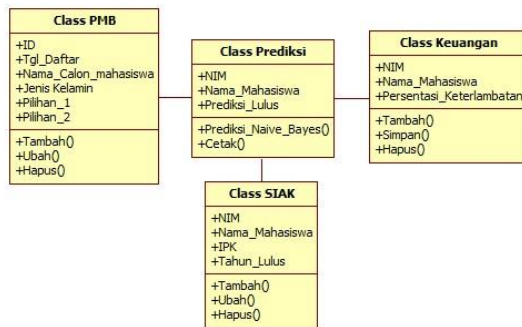 Class PMB
+ID
+Tgl_Daftar
+Nama_Calon_mahasiswa
+Jenis Kelamin
+Pilihan_1
+Pilihan_2
+Tambah()
+Ubah()
+Hapus()
Class Prediksi
+NIM
+Nama_Mahasiswa
+Prediksi_Lulus
+Prediksi_Naive_Bayes()
+Cetak()
Class Keuangan
+NIM
+Nama_Mahasiswa
+Persentasi_Keterlambatan
+Tambah()
+Simpan()
+Hapus()
Class SIAK
+NIM
+Nama_Mahasiswa
+IPK
+Tahun_Lulus
+Tambah()
+Ubah()
+Hapus()